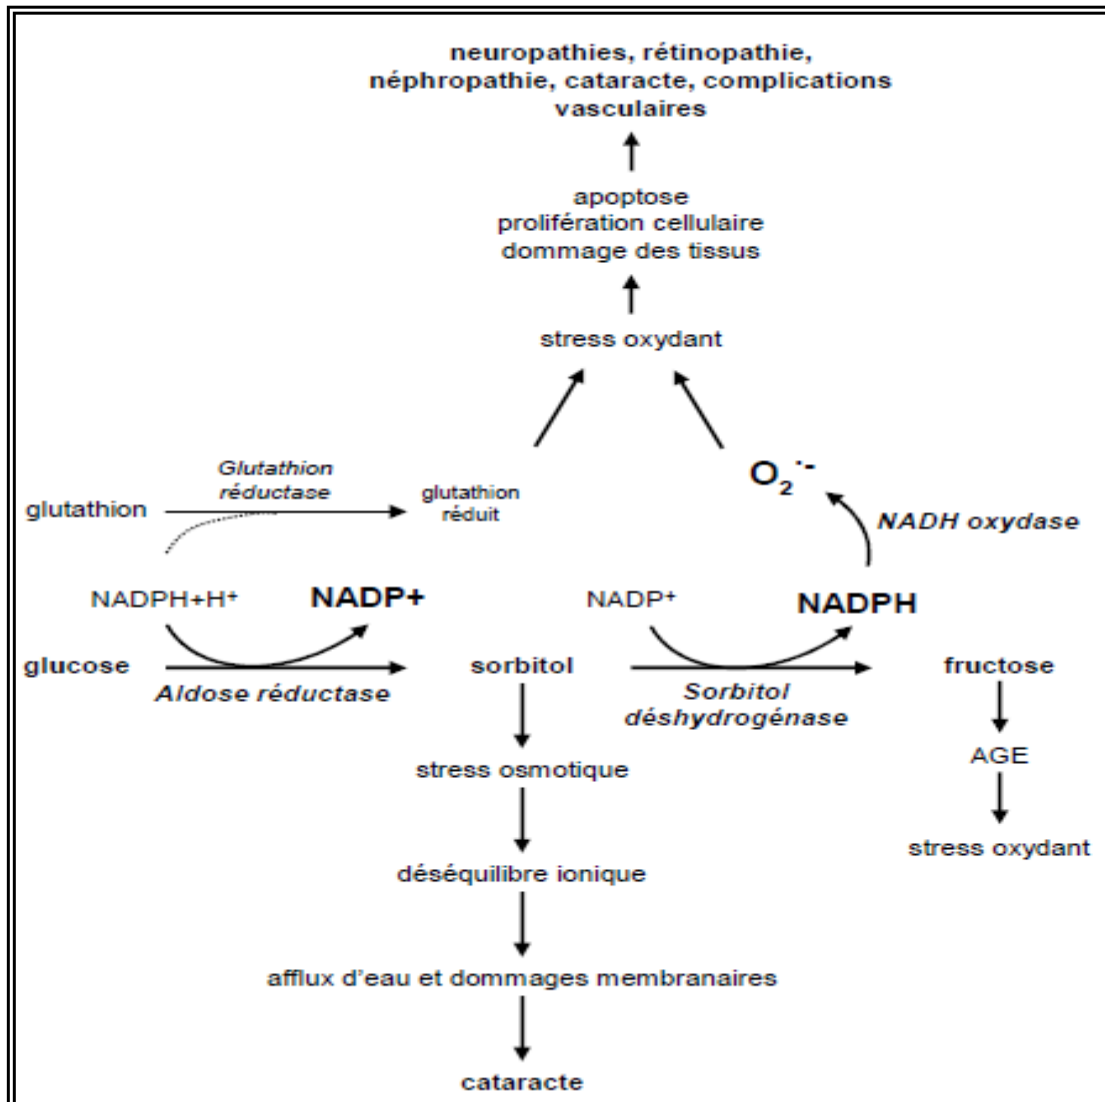 neuropathies, rétinopathie,
néphropathie, cataracte, complications
vasculaires
apoptose
prolifération cellulaire
dommage des tissus
stress oxydant
Glutathion
réductase
glutathion
glutathion
réduit
O₂˙⁻
NADH oxydase
NADPH+H⁺
NADP+
NADP⁺
NADPH
glucose
sorbitol
fructose
Aldose réductase
Sorbitol
déshydrogénase
stress osmotique
AGE
stress oxydant
déséquilibre ionique
afflux d'eau et dommages membranaires
cataracte